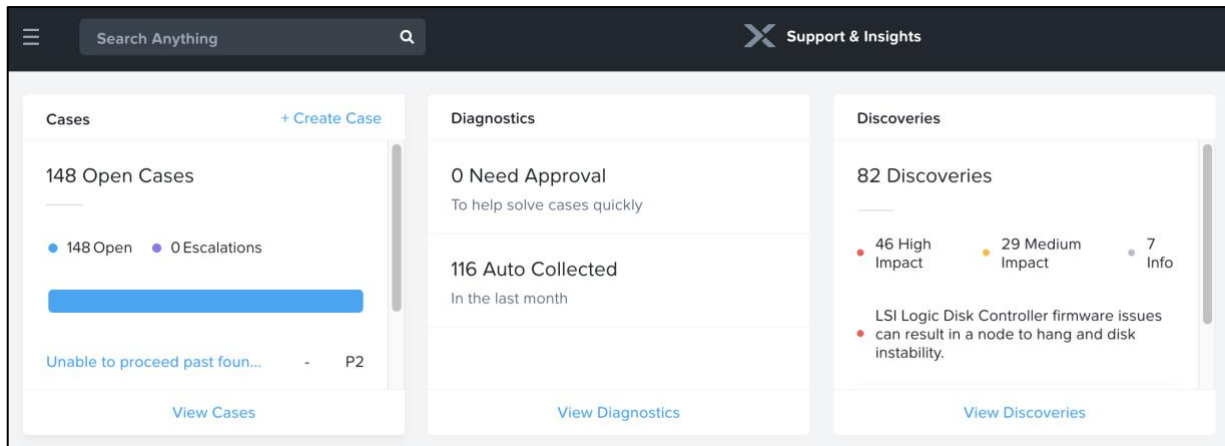 Search Anything
Support & Insights
Cases
+ Create Case
148 Open Cases
148 Open
0 Escalations
Unable to proceed past foun...
-
P2
View Cases
Diagnostics
0 Need Approval
To help solve cases quickly
116 Auto Collected
In the last month
View Diagnostics
Discoveries
82 Discoveries
46 High
Impact
29 Medium
Impact
7
Info
LSI Logic Disk Controller firmware issues
can result in a node to hang and disk
instability.
View Discoveries